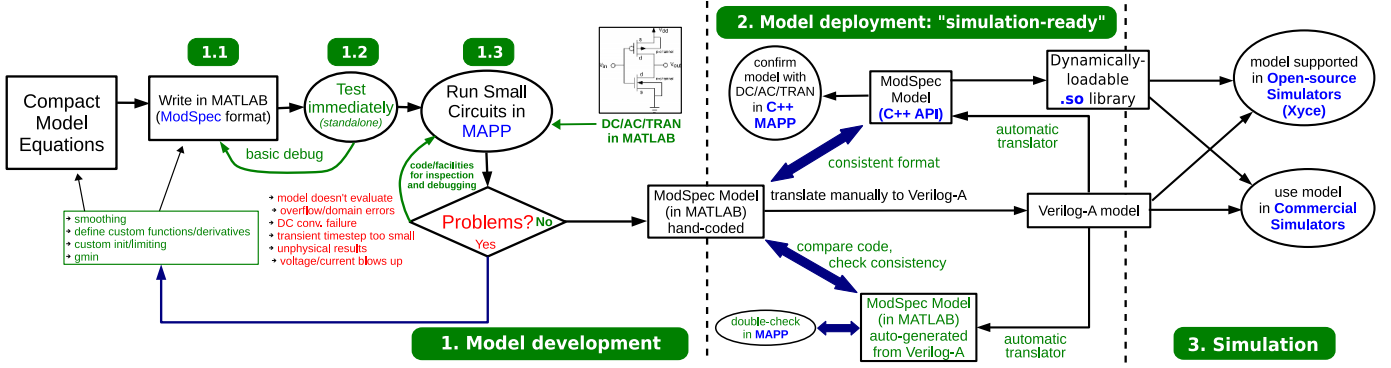 1.1
1.2
1.3
Compact
Model
Equations
Write in MATLAB
(ModSpec format)
Test
immediately
(standalone)
Run Small
Circuits in
MAPP
Vdd
Vin
Vout
s
d
d
s
DC/AC/TRAN
in MATLAB
basic debug
code/facilities
for inspection
and debugging
smoothing
define custom functions/derivatives
custom init/limiting
gmin
model doesn't evaluate
overflow/domain errors
DC conv. failure
transient timestep too small
unphysical results
voltage/current blows up
Problems?
No
Yes
1. Model development
2. Model deployment: "simulation-ready"
confirm
model with
DC/AC/TRAN
in C++
MAPP
ModSpec
Model
(C++ API)
Dynamically-
loadable
.so library
automatic
translator
consistent format
ModSpec Model
(in MATLAB)
hand-coded
translate manually to Verilog-A
Verilog-A model
compare code,
check consistency
double-check
in MAPP
ModSpec Model
(in MATLAB)
auto-generated
from Verilog-A
automatic
translator
model supported
in Open-source
Simulators
(Xyce)
use model
in Commercial
Simulators
3. Simulation